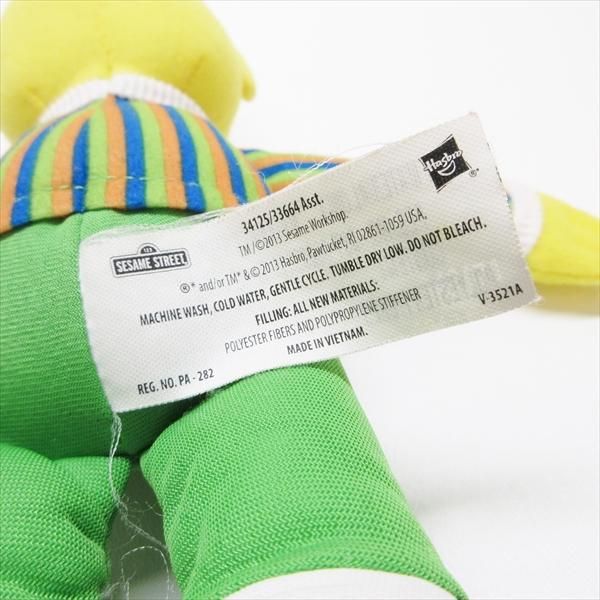 Hasbro
34125/33664 Asst.
TM/©2013 Sesame Workshop.
®* and/or TM* & ©2013 Hasbro, Pawtucket, RI 02861-1059 USA.
123
SESAME STREET
MACHINE WASH, COLD WATER, GENTLE CYCLE. TUMBLE DRY LOW. DO NOT BLEACH.
FILLING: ALL NEW MATERIALS:
POLYESTER FIBERS AND POLYPROPYLENE STIFFENER
V-3521A
MADE IN VIETNAM.
REG. NO. PA - 282